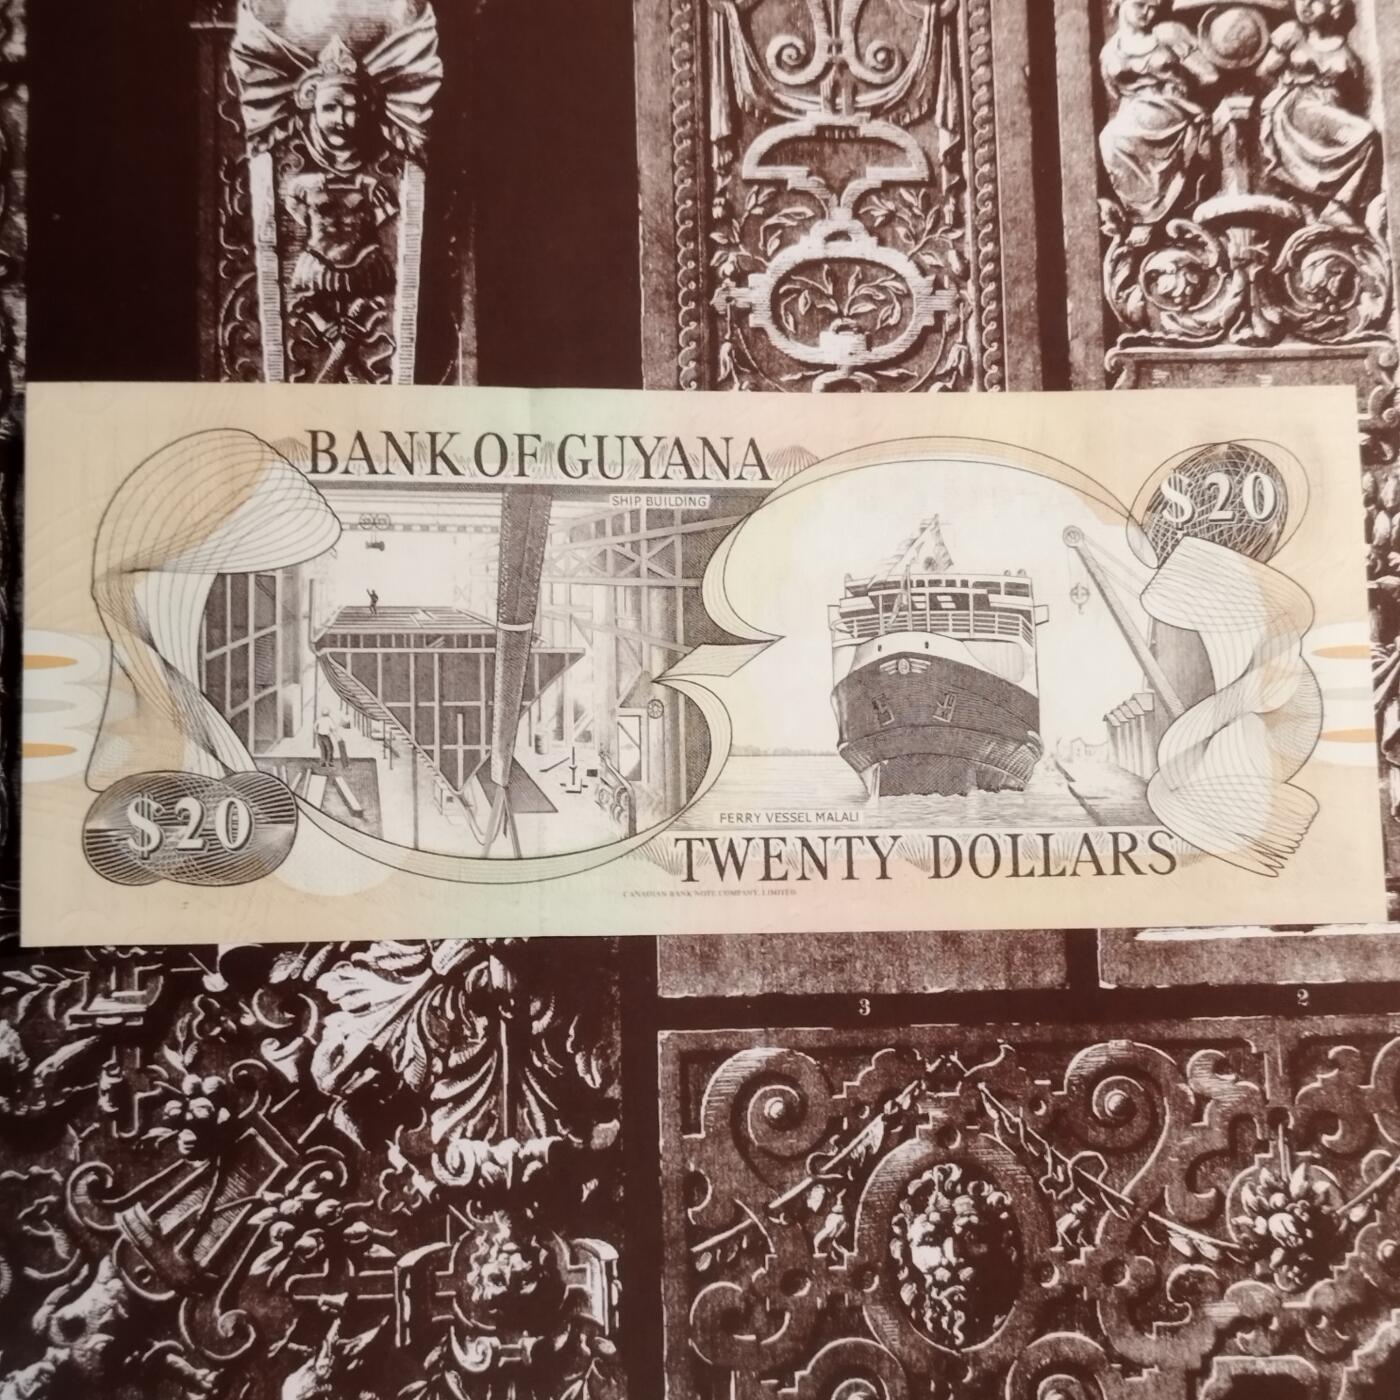 BANK OF GUYANA
SHIP BUILDING
$20
$20
FERRY VESSEL MALALI
TWENTY DOLLARS
CANADIAN BANK NOTE COMPANY, LIMITED
3
2